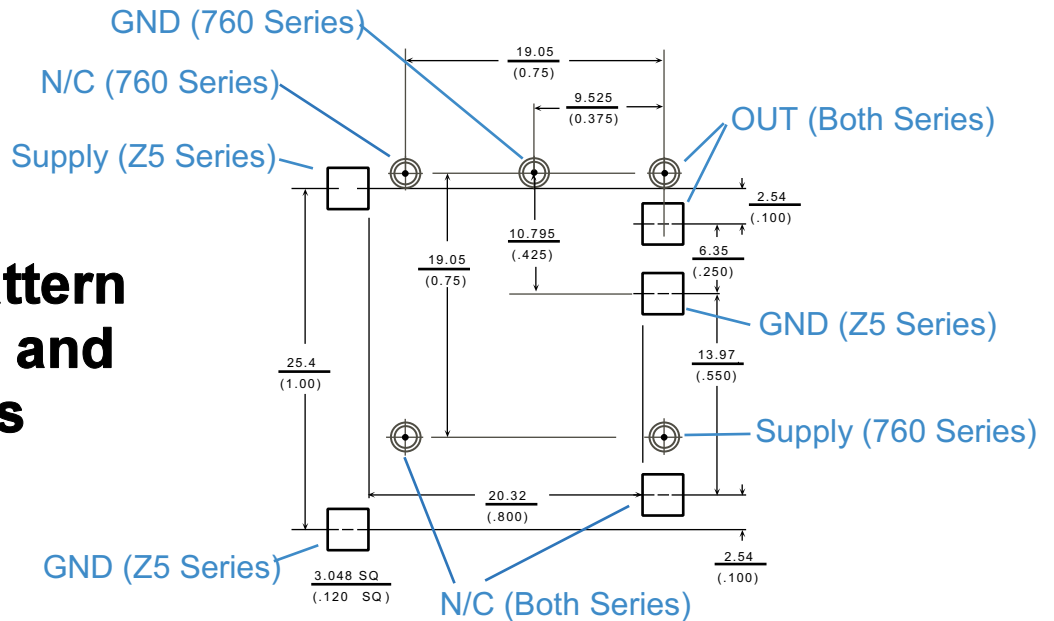 GND (760 Series)
19.05
(0.75)
N/C (760 Series)
9.525
(0.375)
OUT (Both Series)
Supply (Z5 Series)
2.54
(.100)
10.795
(.425)
6.35
(.250)
19.05
(0.75)
ttern
and
s
GND (Z5 Series)
25.4
(1.00)
13.97
(.550)
Supply (760 Series)
20.32
(.800)
GND (Z5 Series)
3.048 SQ
(.120 SQ)
2.54
(.100)
N/C (Both Series)